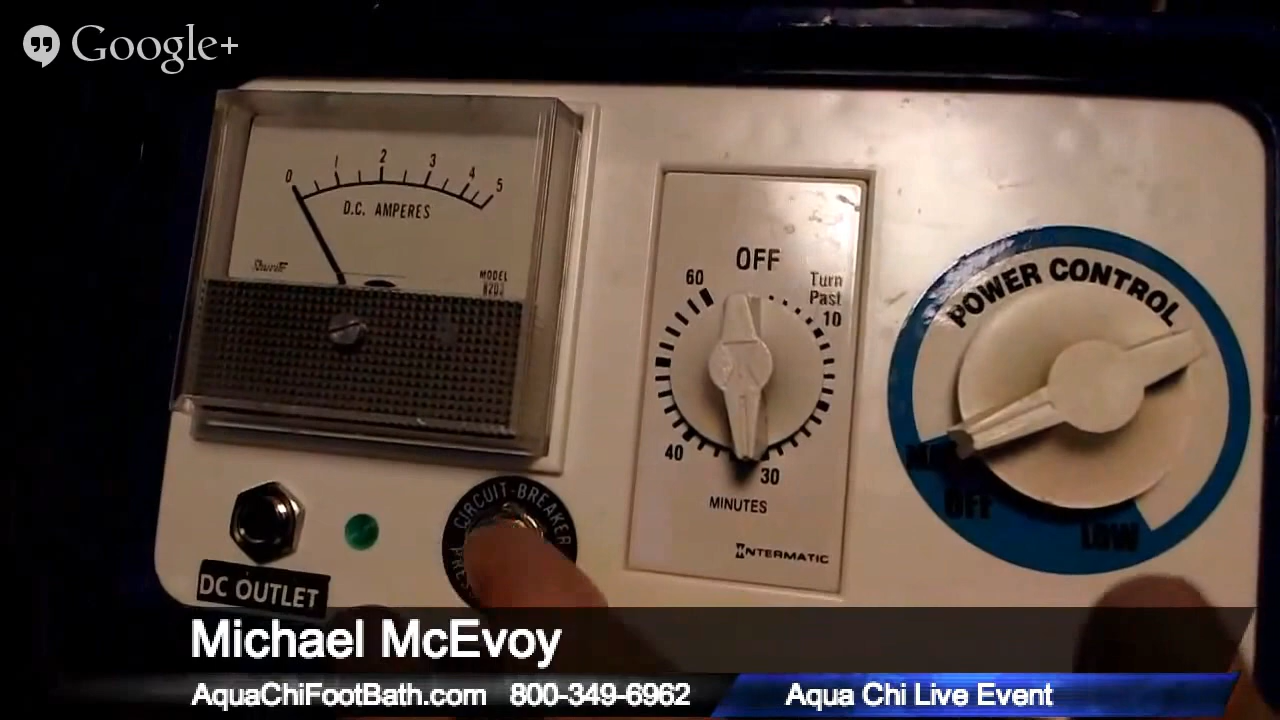 Google+
0 1 2 3 4 5
D.C. AMPERES
MODEL
OFF
60
Turn
Past
10
40
30
MINUTES
INTERMATIC
POWER CONTROL
OFF
LOW
CIRCUIT-BREAKER
DC OUTLET
Michael McEvoy
AquaChiFootBath.com 800-349-6962
Aqua Chi Live Event